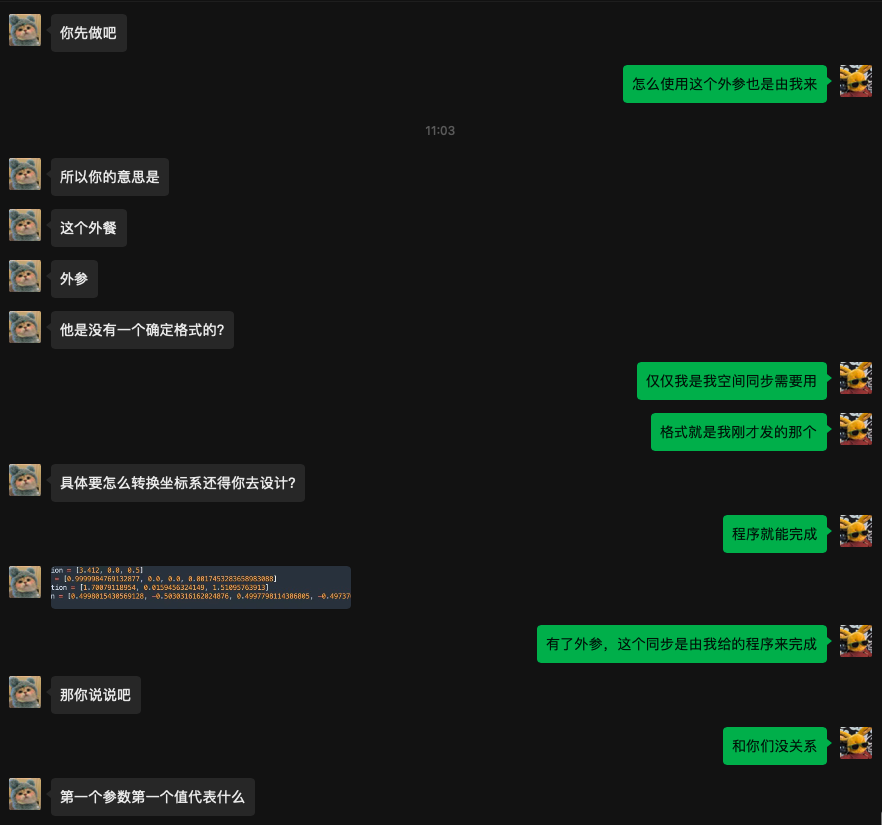 你先做吧
怎么使用这个外参也是由我来
11:03
所以你的意思是
这个外餐
外参
他是没有一个确定格式的?
仅仅我是我空间同步需要用
格式就是我刚才发的那个
具体要怎么转换坐标系还得你去设计?
程序就能完成
ion = [3.412, 0.0, 0.5]
= [0.9999984769132877, 0.0, 0.0, 0.0017453283658983088]
tion = [1.70079118954, 0.0159456324149, 1.51095763913]
n = [0.4998015430569128, -0.5030316162024876, 0.4997798114386805, -0.49737
有了外参，这个同步是由我给的程序来完成
那你说说吧
和你们没关系
第一个参数第一个值代表什么